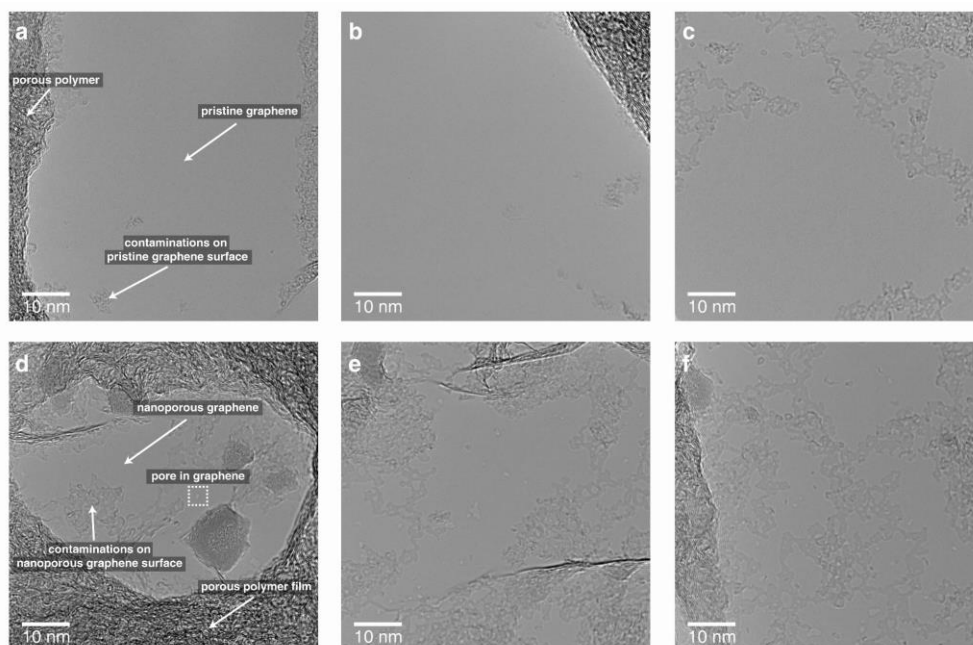 a
porous polymer
pristine graphene
contaminations on
pristine graphene surface
10 nm
b
10 nm
c
10 nm
d
nanoporous graphene
pore in graphene
contaminations on
nanoporous graphene surface
porous polymer film
10 nm
e
10 nm
f
10 nm